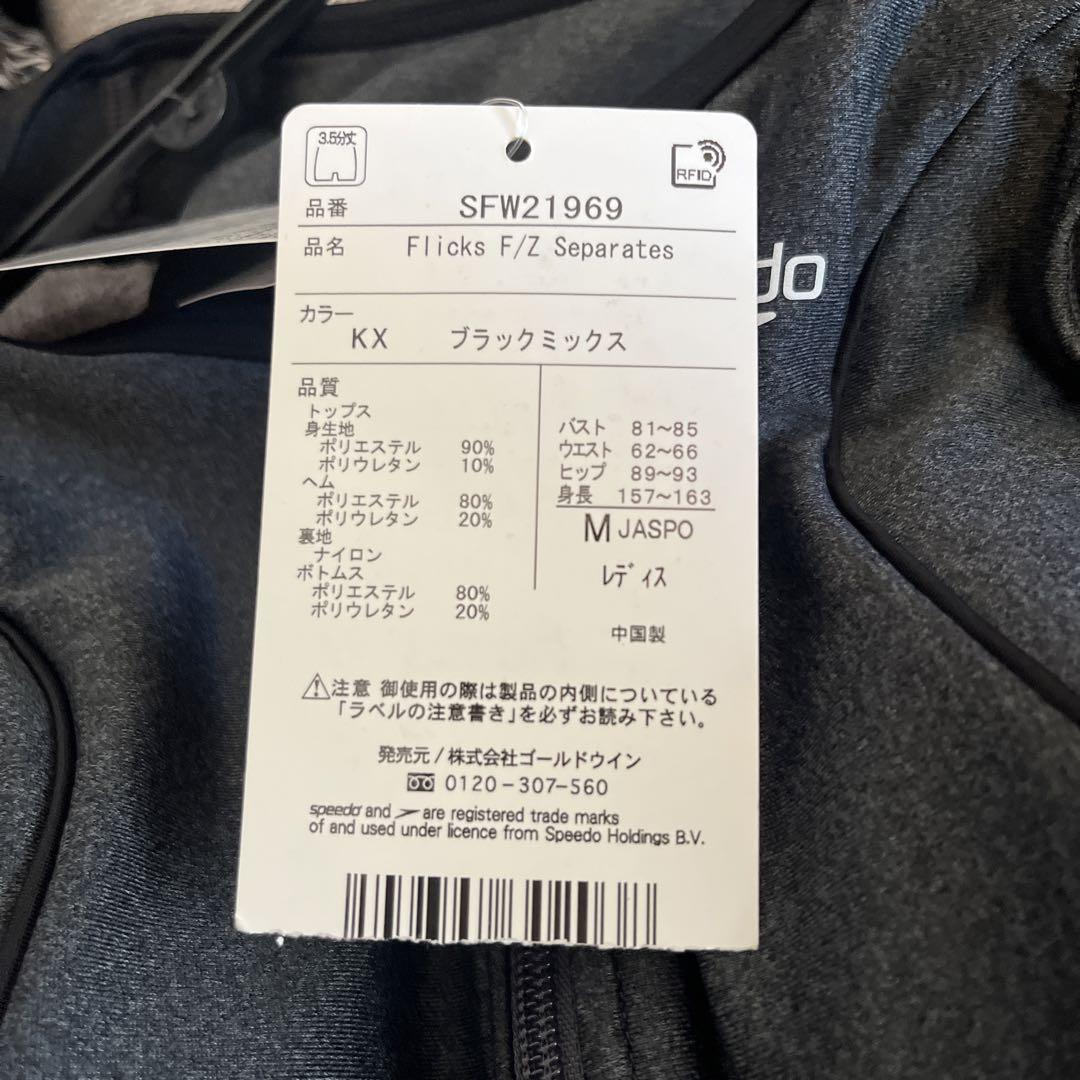 3.5分丈
RFID
品番 SFW21969
品名 Flicks F/Z Separates
カラー
KX ブラックミックス
品質
トップス
身生地
ポリエステル 90%
ポリウレタン 10%
ヘム
ポリエステル 80%
ポリウレタン 20%
裏地
ナイロン
ボトムス
ポリエステル 80%
ポリウレタン 20%
バスト 81~85
ウエスト 62~66
ヒップ 89~93
身長 157~163
M JASPO
レディス
中国製
注意 御使用の際は製品の内側についている
「ラベルの注意書き」を必ずお読み下さい。
発売元/株式会社ゴールドウイン
0120-307-560
speedo and are registered trade marks
of and used under licence from Speedo Holdings B.V.
do